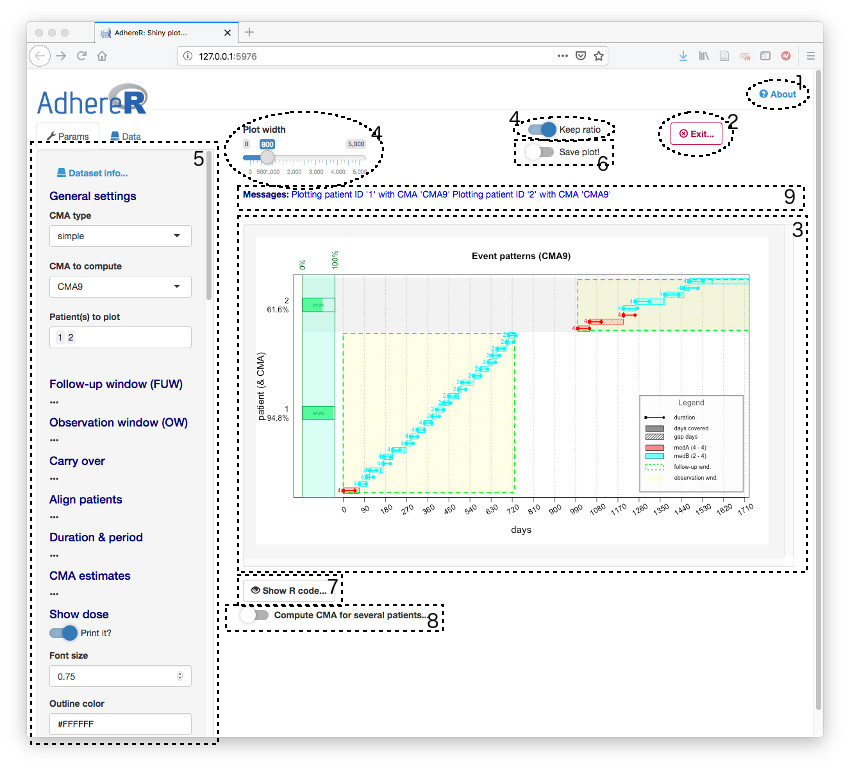 AdhereR: Shiny plot...
127.0.0.1:5976
1
About
AdhereR
Params
Data
Plot width
4
0
800
5,000
0 500 1,000 2,000 3,000 4,000 5,000
4
Keep ratio
Save plot!
6
2
Exit...
5
Dataset info...
General settings
CMA type
simple
CMA to compute
CMA9
Patient(s) to plot
1 2
Follow-up window (FUW)
...
Observation window (OW)
...
Carry over
...
Align patients
...
Duration & period
...
CMA estimates
...
Show dose
Print it?
Font size
0.75
Outline color
#FFFFFF
Messages: Plotting patient ID '1' with CMA 'CMA9' Plotting patient ID '2' with CMA 'CMA9'
9
3
Event patterns (CMA9)
0%
100%
2
61.6%
1
94.8%
patient (& CMA)
Legend
duration
days covered
gap days
medA (4 - 4)
medB (2 - 4)
follow-up wnd.
observation wnd.
0 90 180 270 360 450 540 630 720 810 900 990 1080 1170 1260 1350 1440 1530 1620 1710
days
Show R code...
7
Compute CMA for several patients...
8